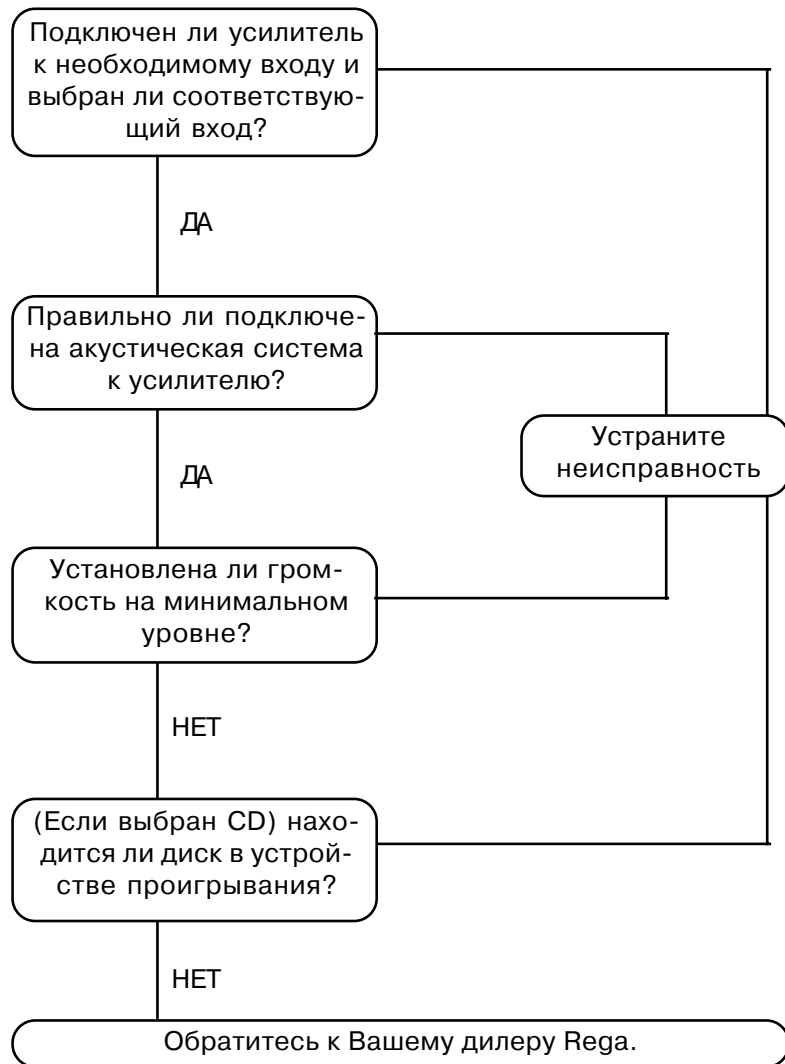 Подключен ли усилитель
к необходимому входу и
выбран ли соответствую-
щий вход?
ДА
Правильно ли подключе-
на акустическая система
к усилителю?
Устраните
неисправность
ДА
Установлена ли гром-
кость на минимальном
уровне?
НЕТ
(Если выбран CD) нахо-
дится ли диск в устрой-
стве проигрывания?
НЕТ
Обратитесь к Вашему дилеру Rega.